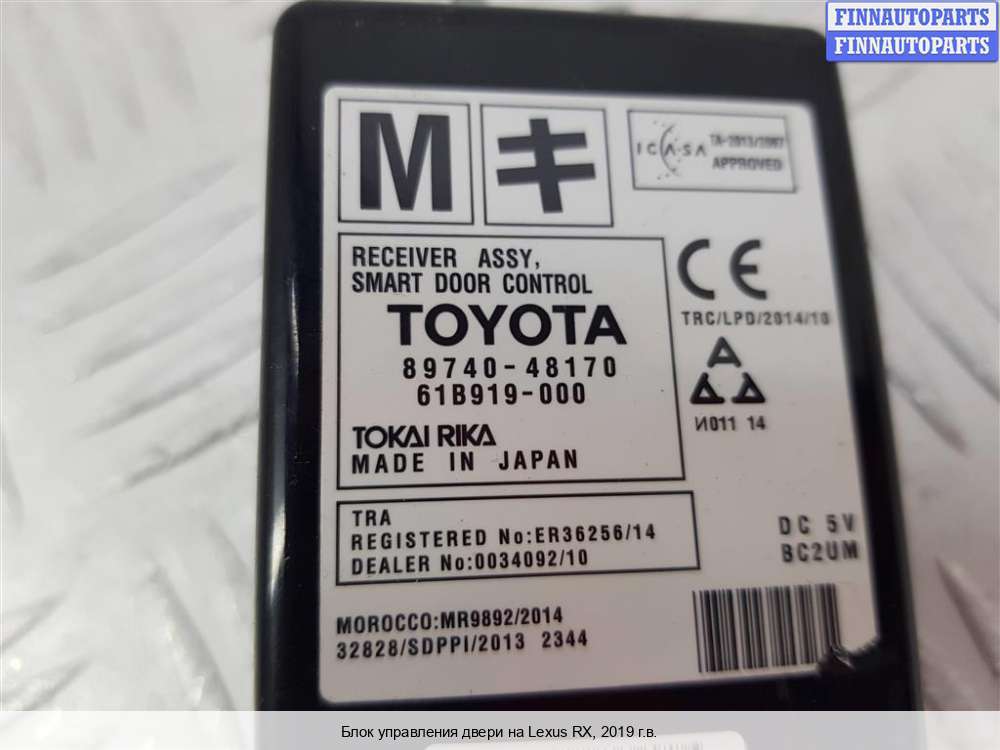 FINNAUTOPARTS
FINNAUTOPARTS
M キ
ICASA TA-2013/2087
APPROVED
RECEIVER ASSY,
SMART DOOR CONTROL
TOYOTA
89740-48170
61B919-000
TOKAI RIKA
MADE IN JAPAN
CE
TRC/LPD/2014/10
И011 14
TRA
REGISTERED No:ER36256/14
DEALER No:0034092/10
DC 5V
BC2UM
MOROCCO:MR9892/2014
32828/SDPPI/2013 2344
Блок управления двери на Lexus RX, 2019 г.в.